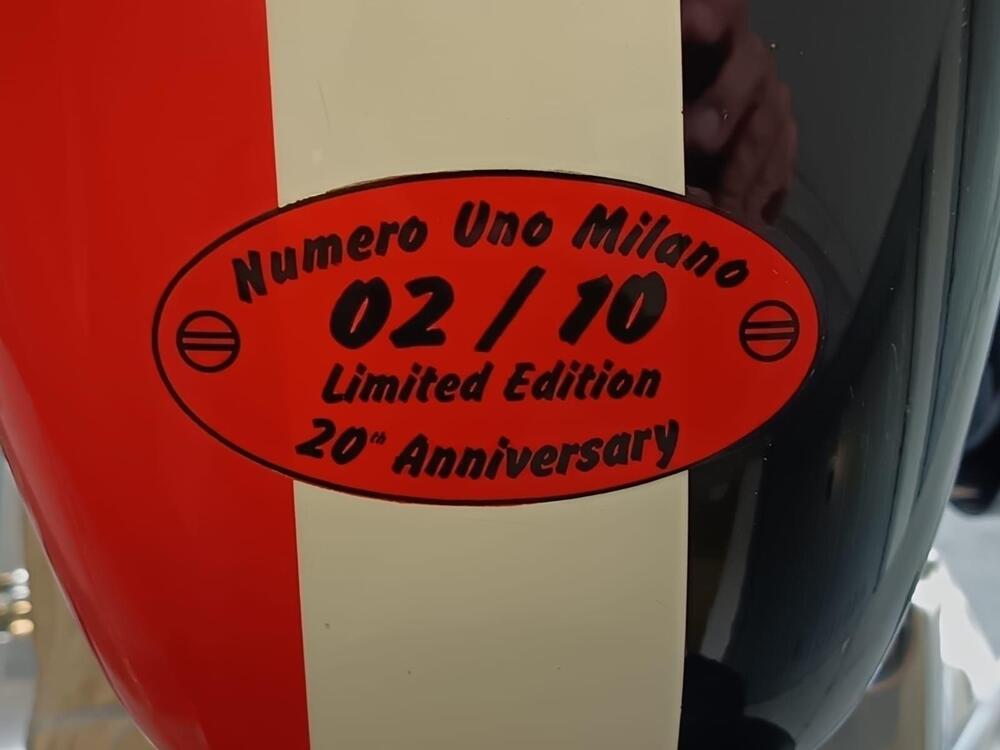 Numero Uno Milano
02 / 10
Limited Edition
20th Anniversary